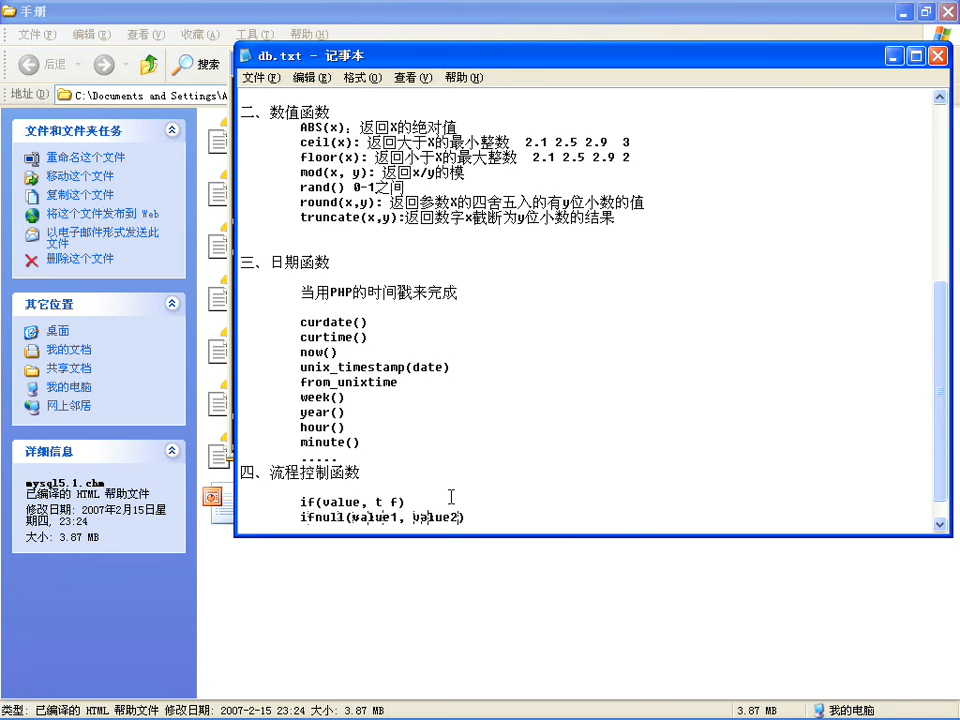 手册
文件(F) 编辑(E) 查看(V) 收藏(A) 工具(T) 帮助(H)
后退 搜索
地址(D) C:\Documents and Settings\A
文件和文件夹任务
重命名这个文件
移动这个文件
复制这个文件
将这个文件发布到 Web
以电子邮件形式发送此
文件
删除这个文件
其它位置
桌面
我的文档
共享文档
我的电脑
网上邻居
详细信息
mysql5.1.chm
已编译的 HTML 帮助文件
修改日期: 2007年2月15日星
期四, 23:24
大小: 3.87 MB
db.txt - 记事本
文件(F) 编辑(E) 格式(O) 查看(V) 帮助(H)
二、数值函数
ABS(x): 返回X的绝对值
ceil(x): 返回大于X的最小整数 2.1 2.5 2.9 3
floor(x): 返回小于X的最大整数 2.1 2.5 2.9 2
mod(x, y): 返回x/y的模
rand() 0-1之间
round(x,y): 返回参数X的四舍五入的有y位小数的值
truncate(x,y):返回数字x截断为y位小数的结果
三、日期函数
当用PHP的时间戳来完成
curdate()
curtime()
now()
unix_timestamp(date)
from_unixtime
week()
year()
hour()
minute()
.....
四、流程控制函数
if(value, t f)
ifnull(value1, value2)
类型: 已编译的 HTML 帮助文件 修改日期: 2007-2-15 23:24 大小: 3.87 MB 3.87 MB 我的电脑